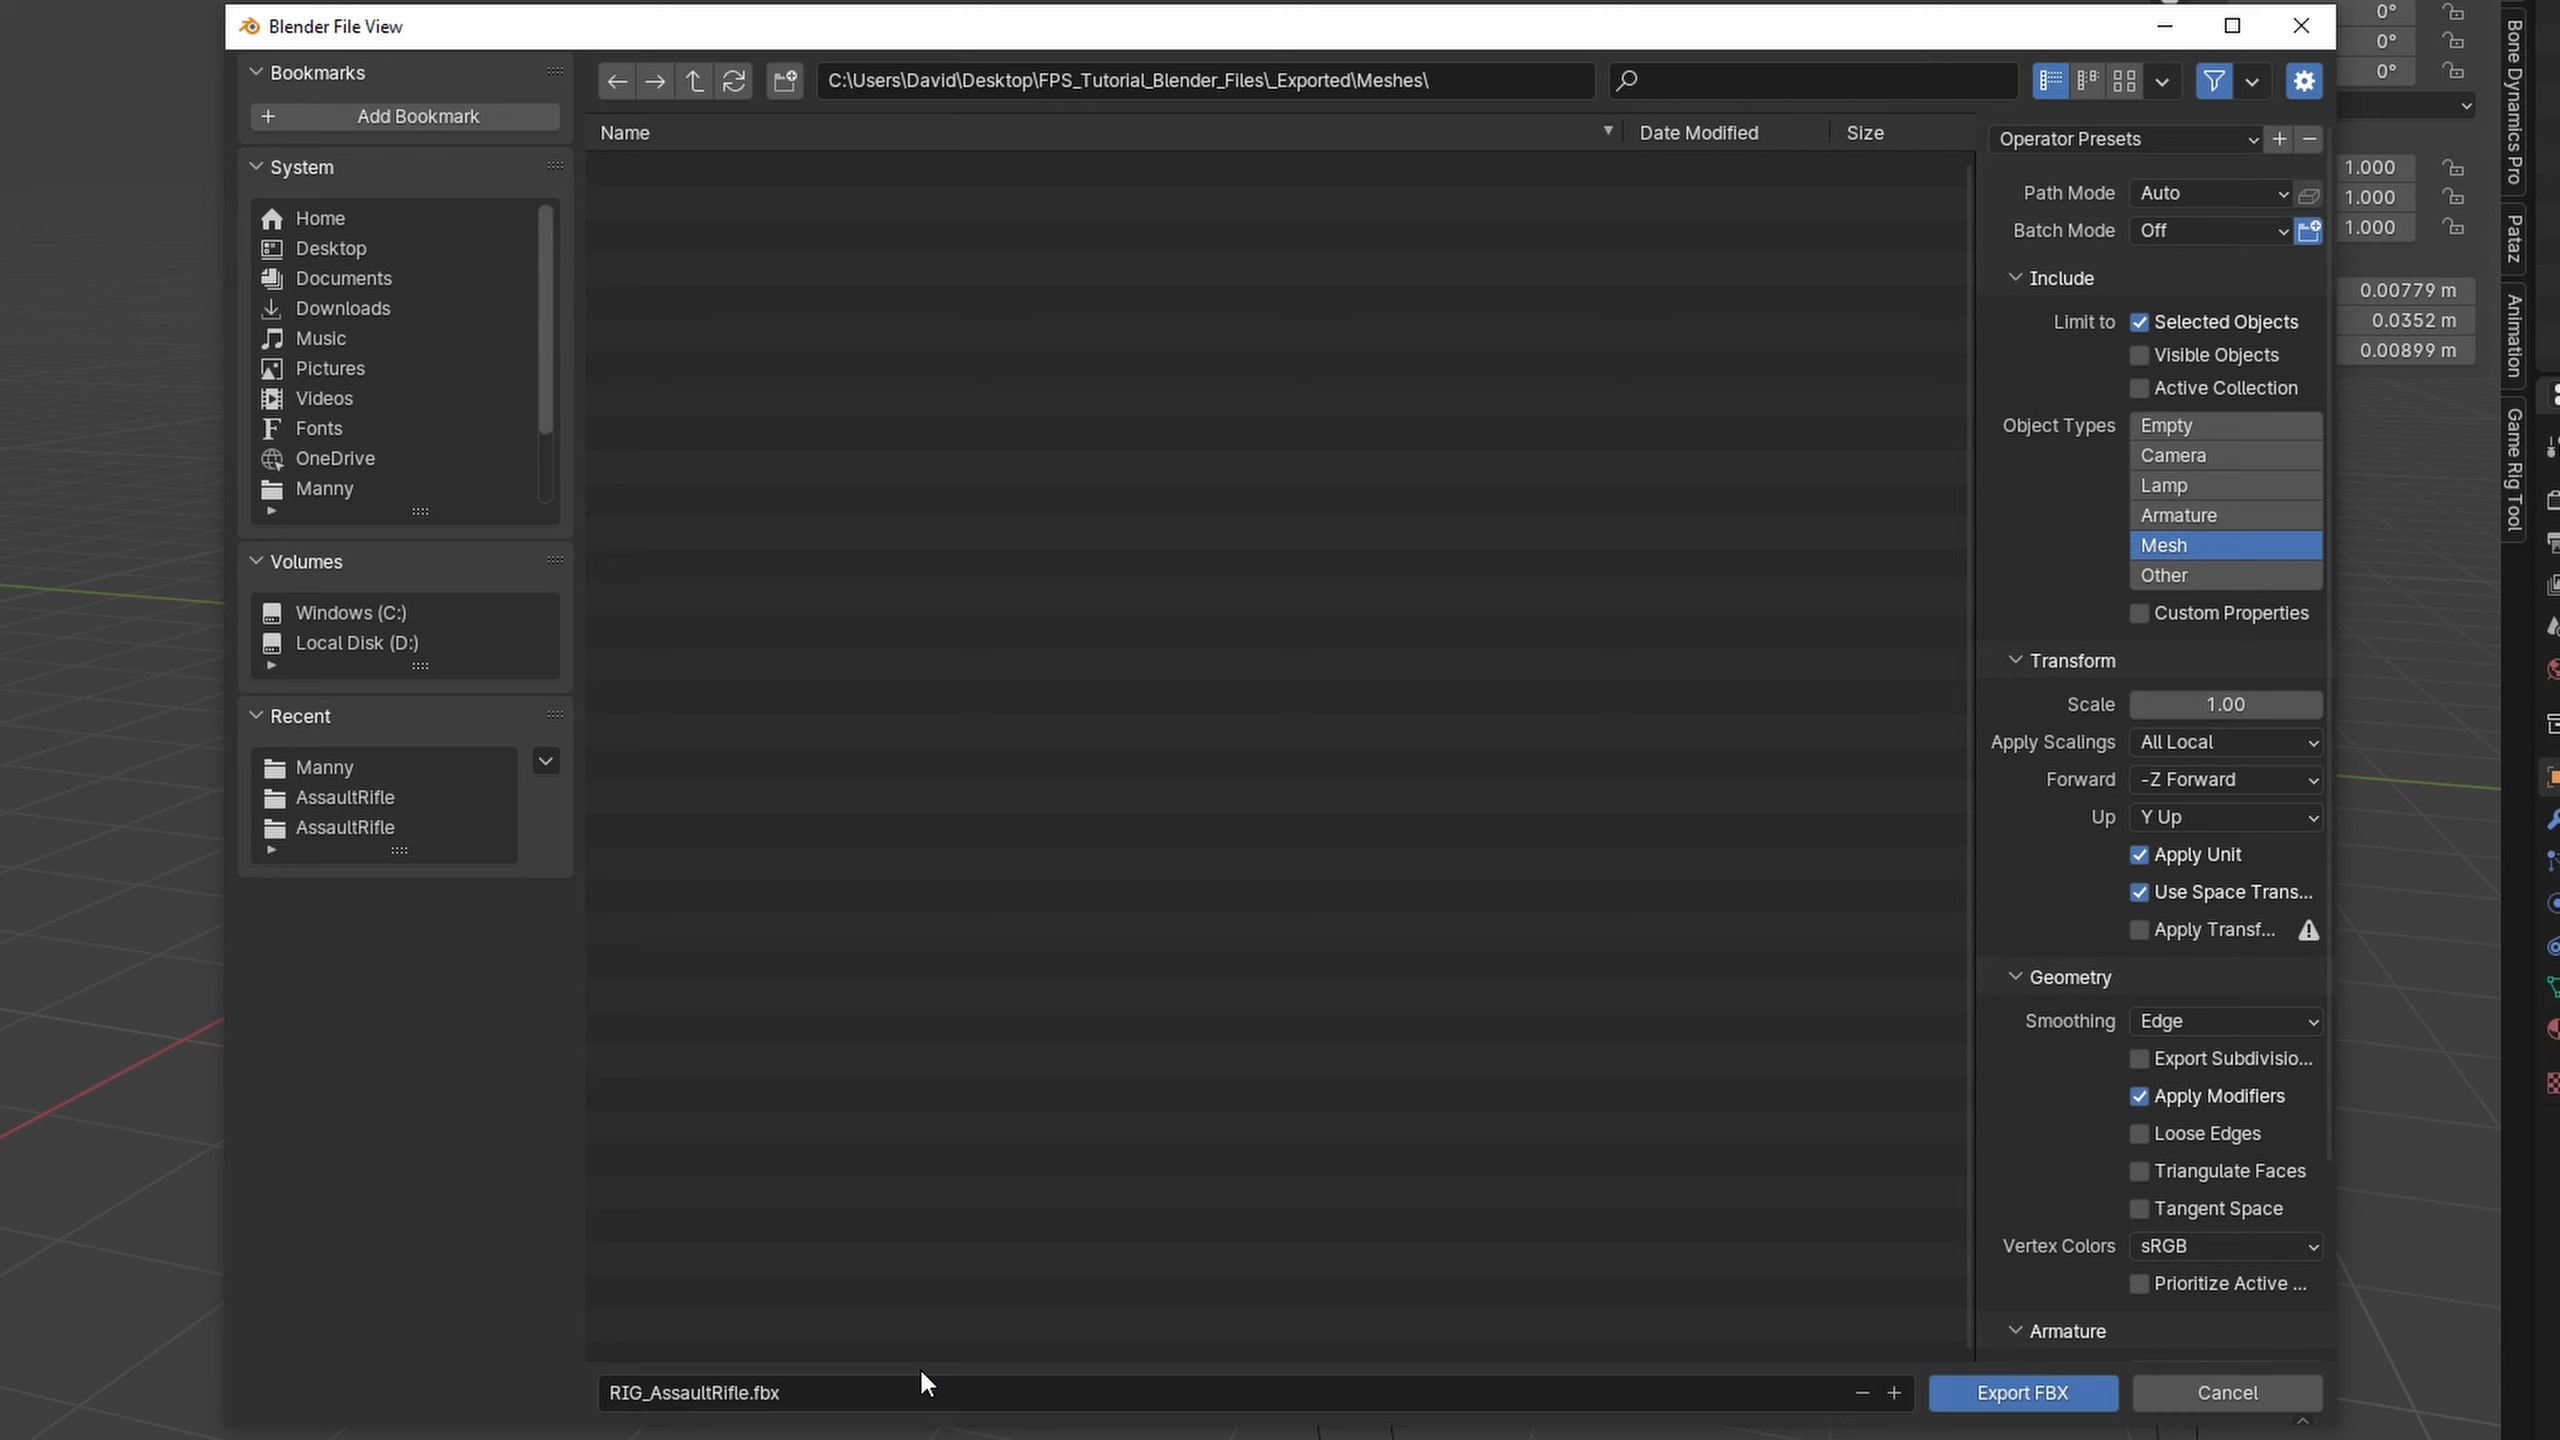 Blender File View
Bookmarks
Add Bookmark
System
Home
Desktop
Documents
Downloads
Music
Pictures
Videos
Fonts
OneDrive
Manny
Volumes
Windows (C:)
Local Disk (D:)
Recent
Manny
AssaultRifle
AssaultRifle
C:\Users\David\Desktop\FPS_Tutorial_Blender_Files\_Exported\Meshes\
Name
Date Modified
Size
RIG_AssaultRifle.fbx
Operator Presets
Path Mode Auto
Batch Mode Off
Include
Limit to Selected Objects
Visible Objects
Active Collection
Object Types Empty
Camera
Lamp
Armature
Mesh
Other
Custom Properties
Transform
Scale 1.00
Apply Scalings All Local
Forward -Z Forward
Up Y Up
Apply Unit
Use Space Trans...
Apply Transf...
Geometry
Smoothing Edge
Export Subdivisio...
Apply Modifiers
Loose Edges
Triangulate Faces
Tangent Space
Vertex Colors sRGB
Prioritize Active ...
Armature
Export FBX
Cancel
0°
0°
0°
1.000
1.000
1.000
0.00779 m
0.0352 m
0.00899 m
Bone Dynamics Pro
Pataz
Animation
Game Rig Tool